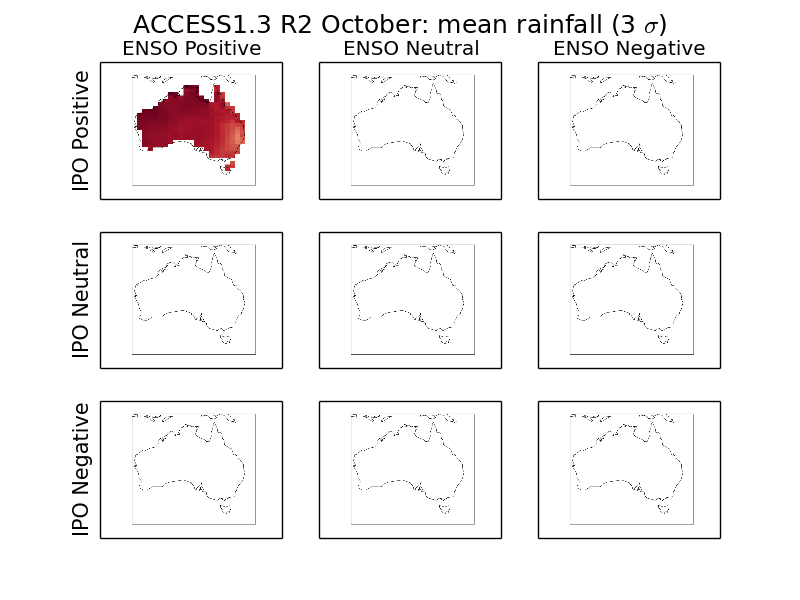 ACCESS1.3 R2 October: mean rainfall (3 σ)
ENSO Positive
ENSO Neutral
ENSO Negative
IPO Positive
IPO Neutral
IPO Negative